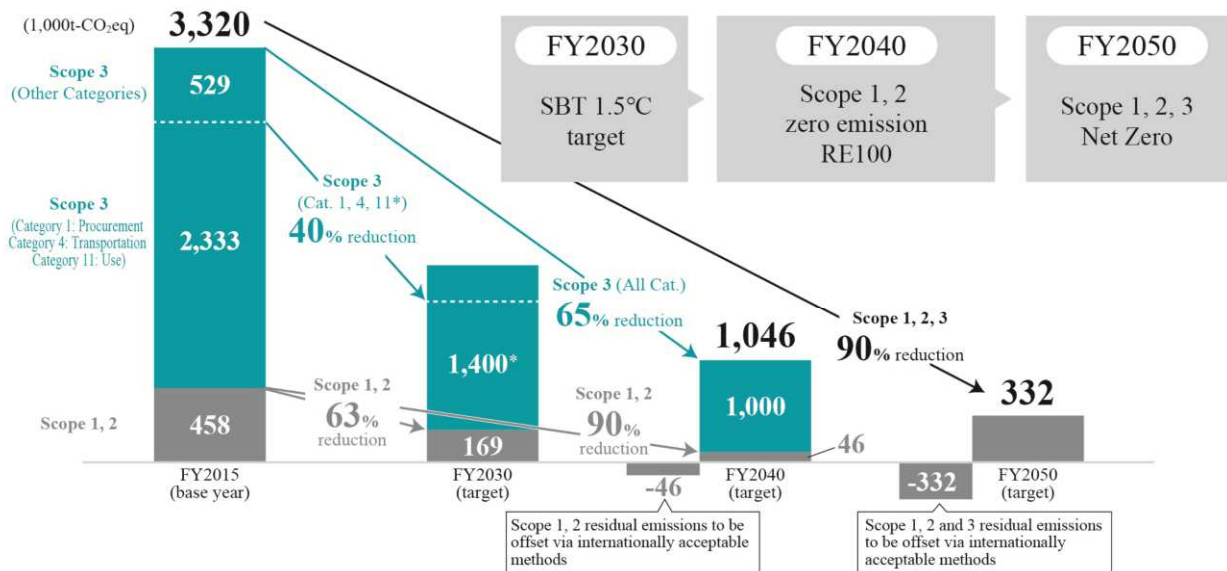 (1,000t-CO₂eq)
3,320
Scope 3
(Other Categories)
529
Scope 3
(Category 1: Procurement
Category 4: Transportation
Category 11: Use)
2,333
Scope 1, 2
458
FY2015
(base year)
Scope 3
(Cat. 1, 4, 11*)
40% reduction
Scope 1, 2
63%
reduction
1,400*
169
FY2030
(target)
Scope 3 (All Cat.)
65% reduction
Scope 1, 2
90%
reduction
1,046
1,000
46
-46
FY2040
(target)
Scope 1, 2 residual emissions to be
offset via internationally acceptable
methods
Scope 1, 2, 3
90% reduction
332
-332
FY2050
(target)
Scope 1, 2 and 3 residual emissions
to be offset via internationally
acceptable methods
FY2030
SBT 1.5℃
target
FY2040
Scope 1, 2
zero emission
RE100
FY2050
Scope 1, 2, 3
Net Zero